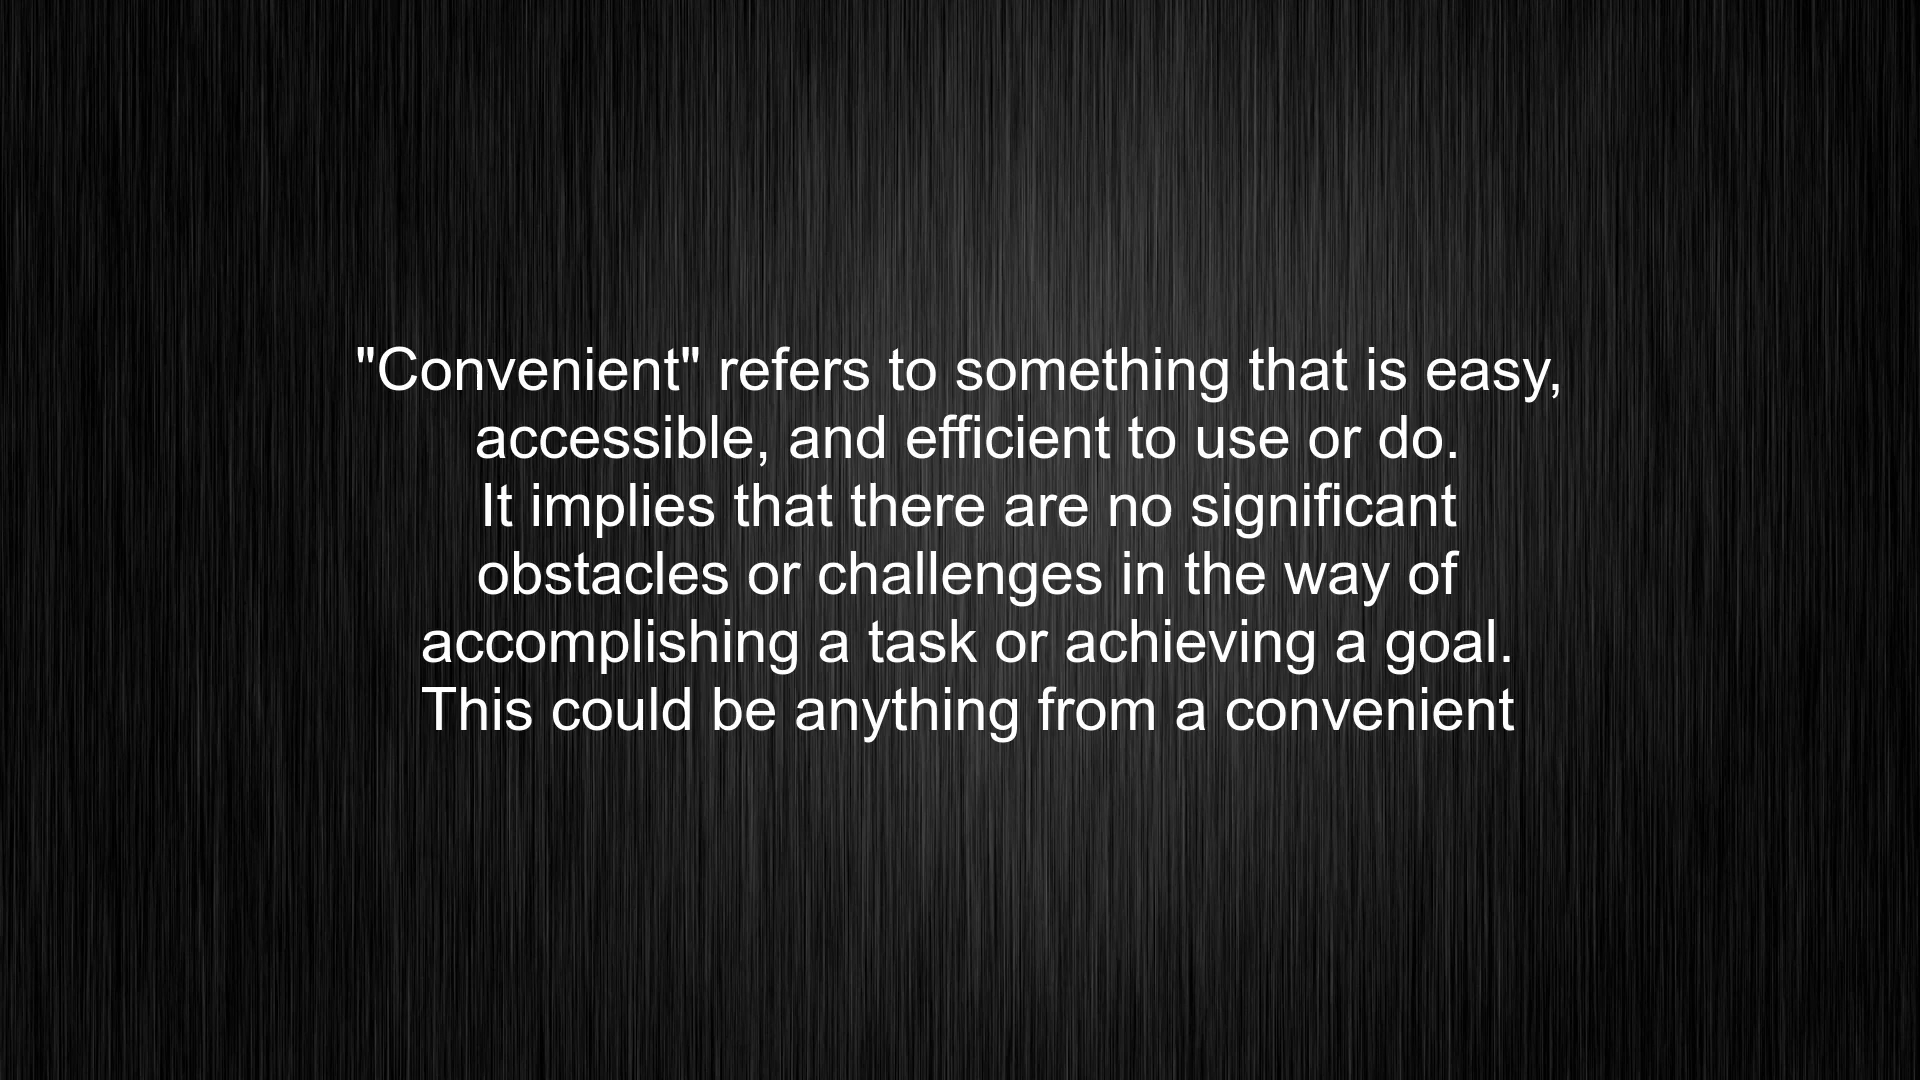 "Convenient" refers to something that is easy,
accessible, and efficient to use or do.
It implies that there are no significant
obstacles or challenges in the way of
accomplishing a task or achieving a goal.
This could be anything from a convenient